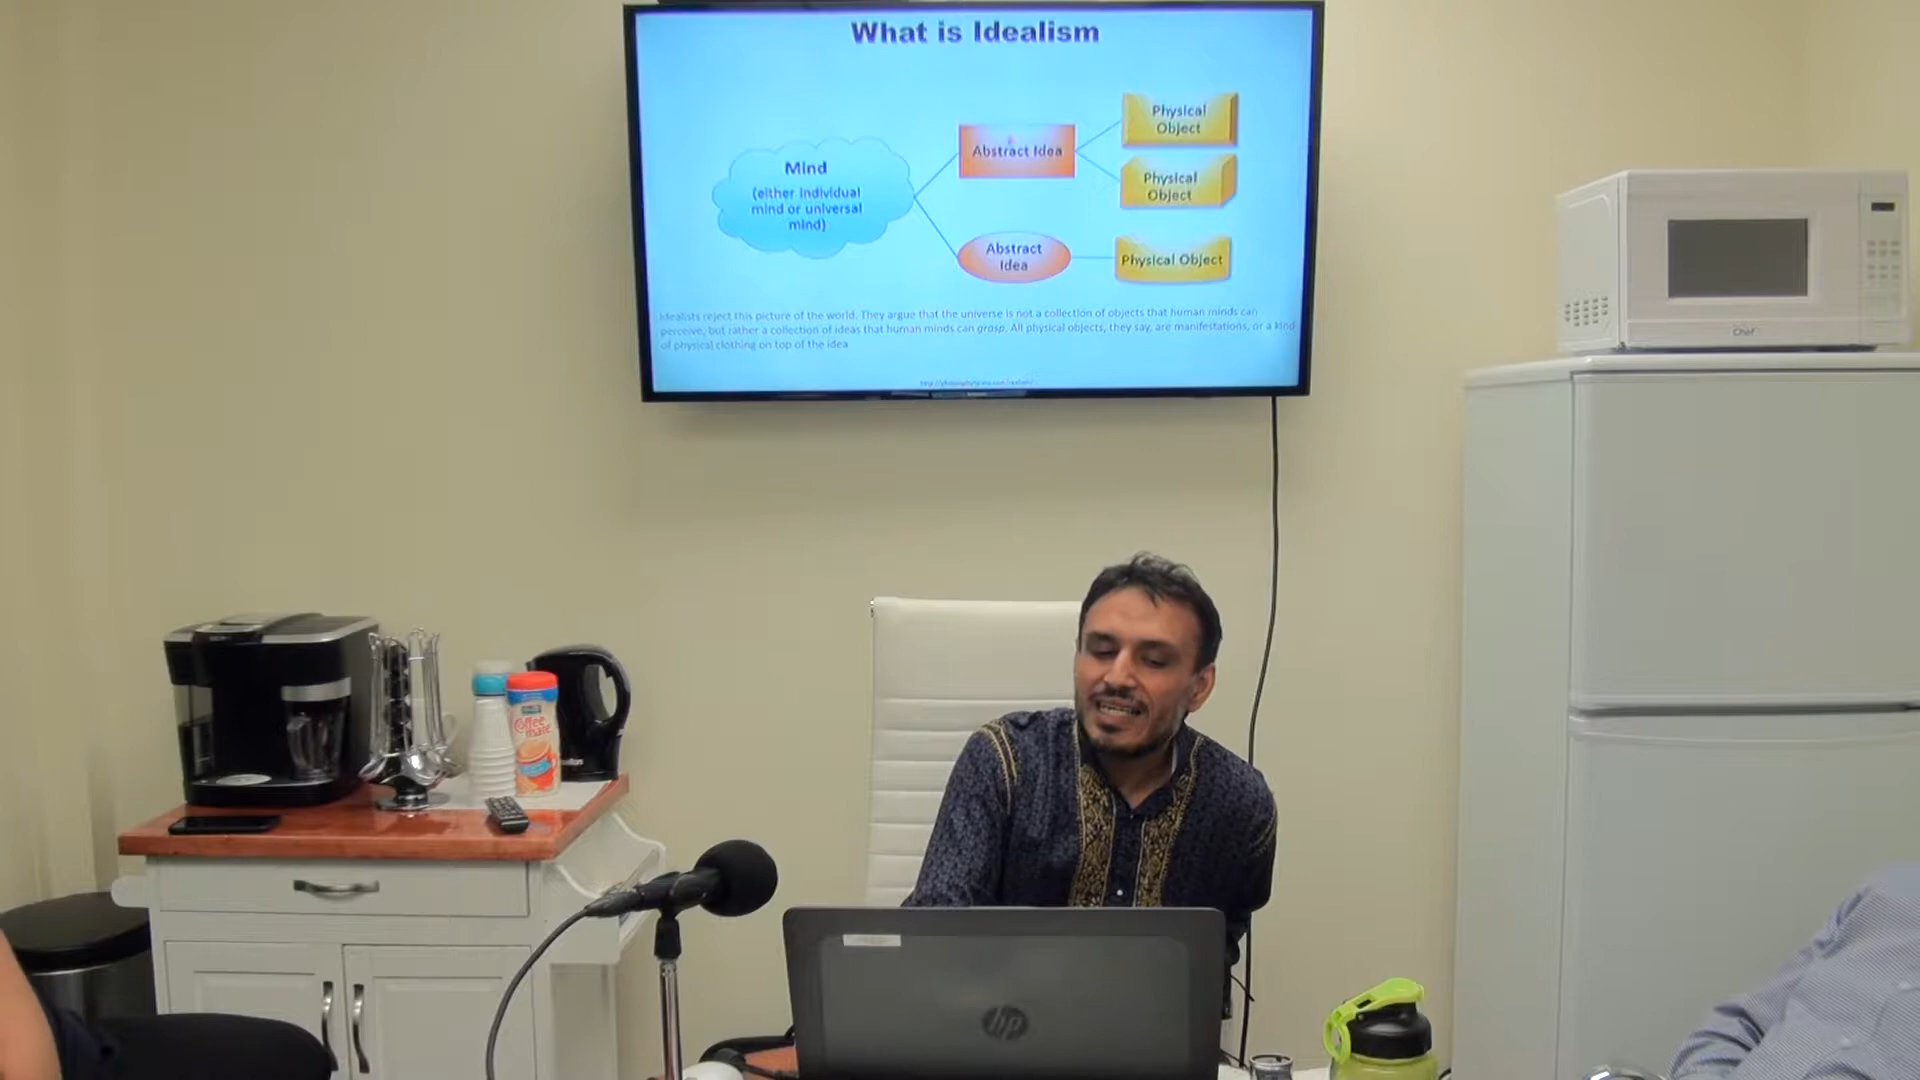 What is Idealism
Mind
(either individual
mind or universal
mind)
Abstract Idea
Physical
Object
Physical
Object
Abstract
Idea
Physical Object
Idealists reject this picture of the world. They argue that the universe is not a collection of objects that human minds can
perceive, but rather a collection of ideas that human minds can grasp. All physical objects, they say, are manifestations, or a kind
of physical clothing on top of the idea
Chef
Coffee
mate
hp